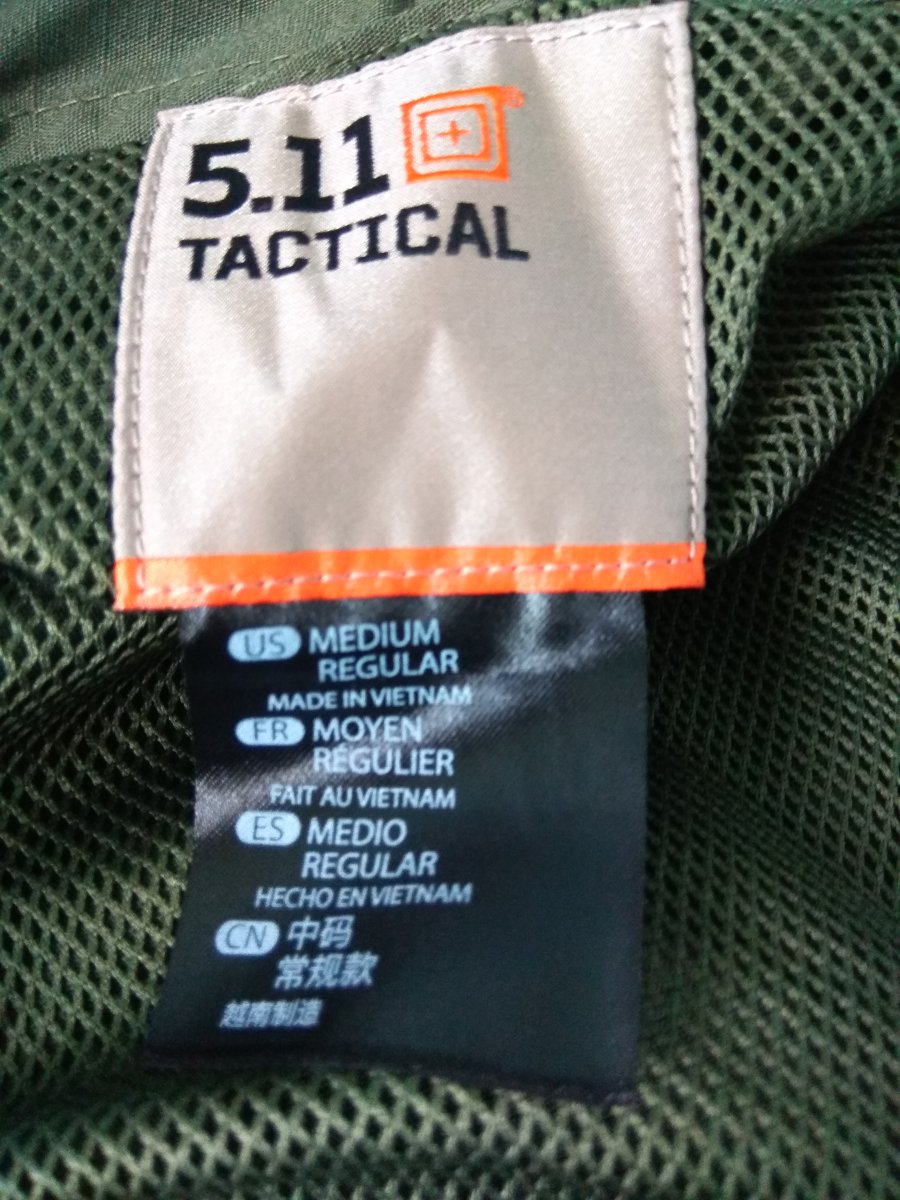 5.11®
TACTICAL
US MEDIUM
REGULAR
MADE IN VIETNAM
FR MOYEN
RÉGULIER
FAIT AU VIETNAM
ES MEDIO
REGULAR
HECHO EN VIETNAM
CN 中码
常规款
越南制造